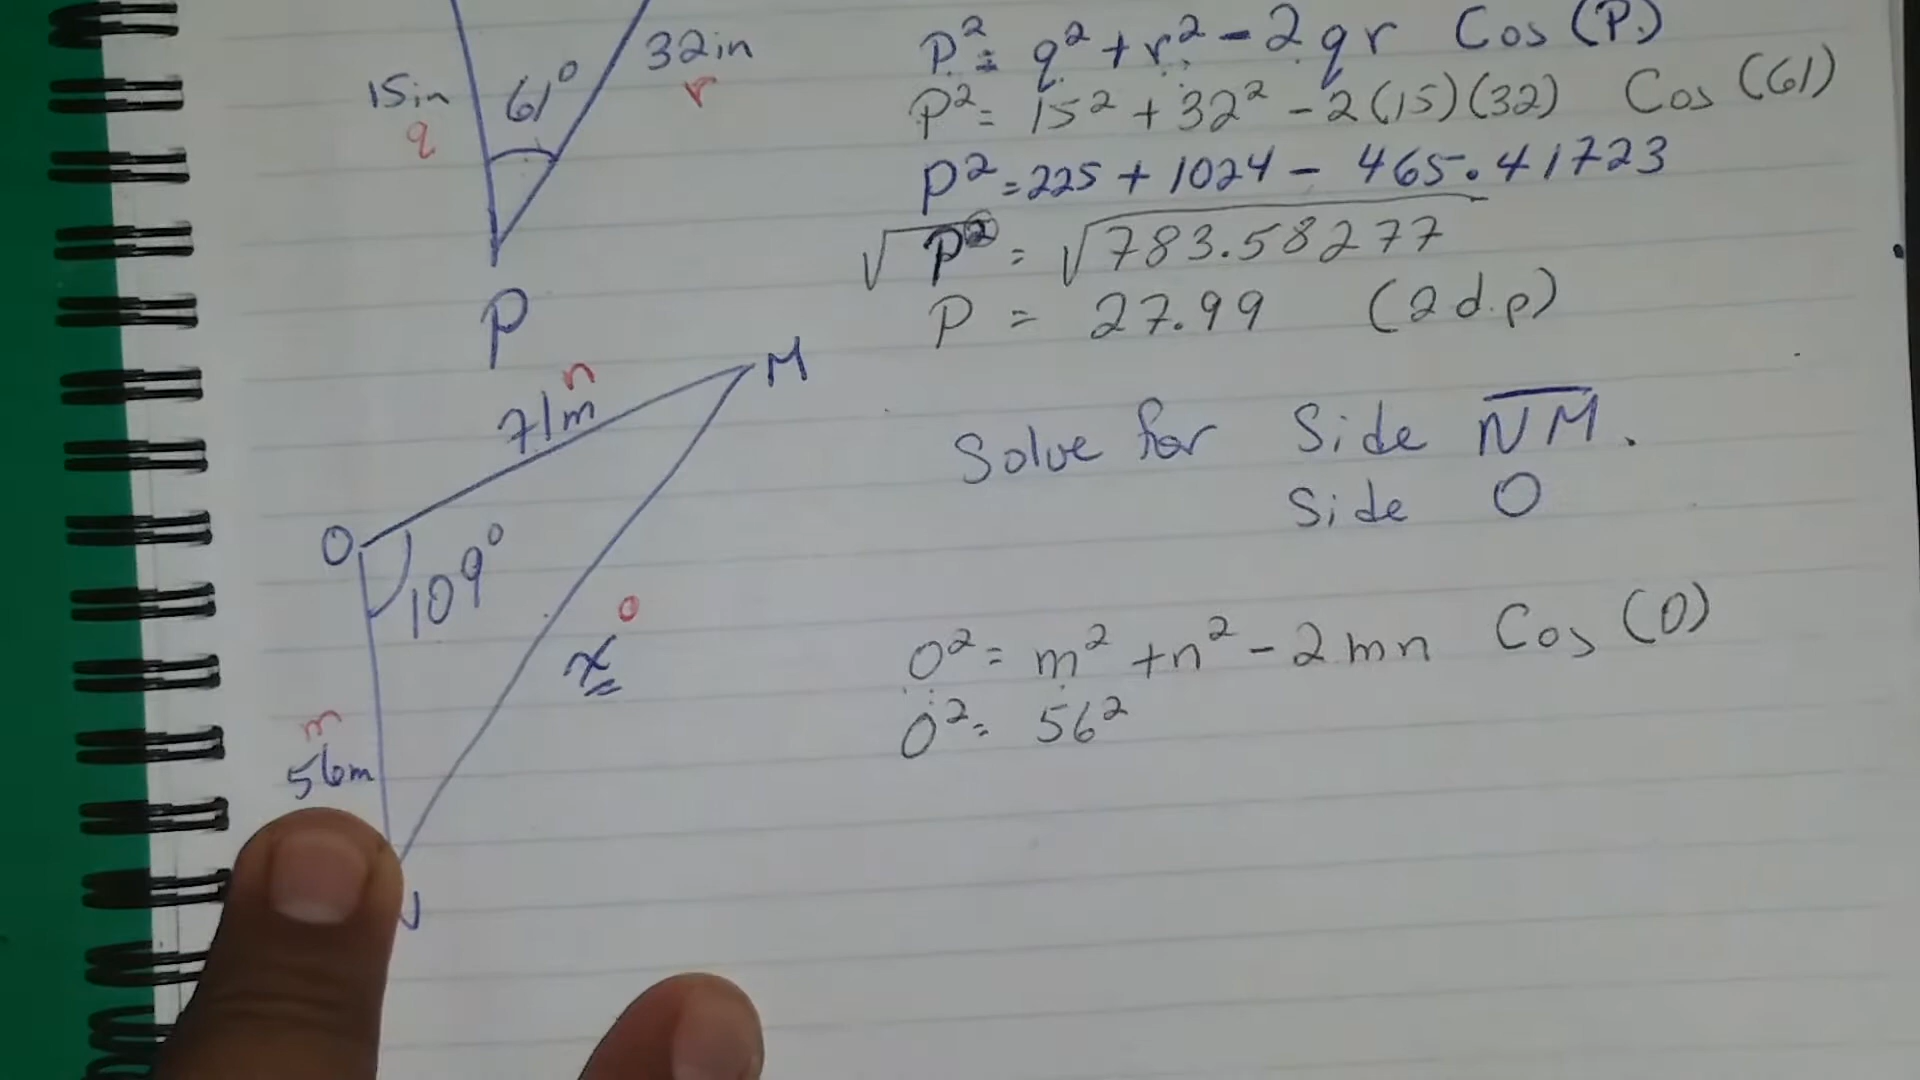 15in
q
61°
32in
r
P
P² = q² + r² - 2qr Cos (P.)
P² = 15² + 32² - 2(15)(32) Cos (61)
P² = 225 + 1024 - 465.41723
√P² = √783.58277
P = 27.99 (2 d.p)
n
71m
M
O
109°
o
x
m
56m
Solve for Side NM.
Side O
O² = m² + n² - 2mn Cos (O)
O² = 56²